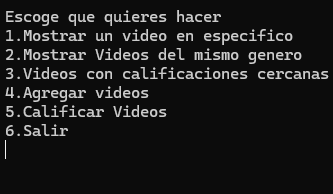 Escoge que quieres hacer
1.Mostrar un video en especifico
2.Mostrar Videos del mismo genero
3.Videos con calificaciones cercanas
4.Agregar videos
5.Calificar Videos
6.Salir